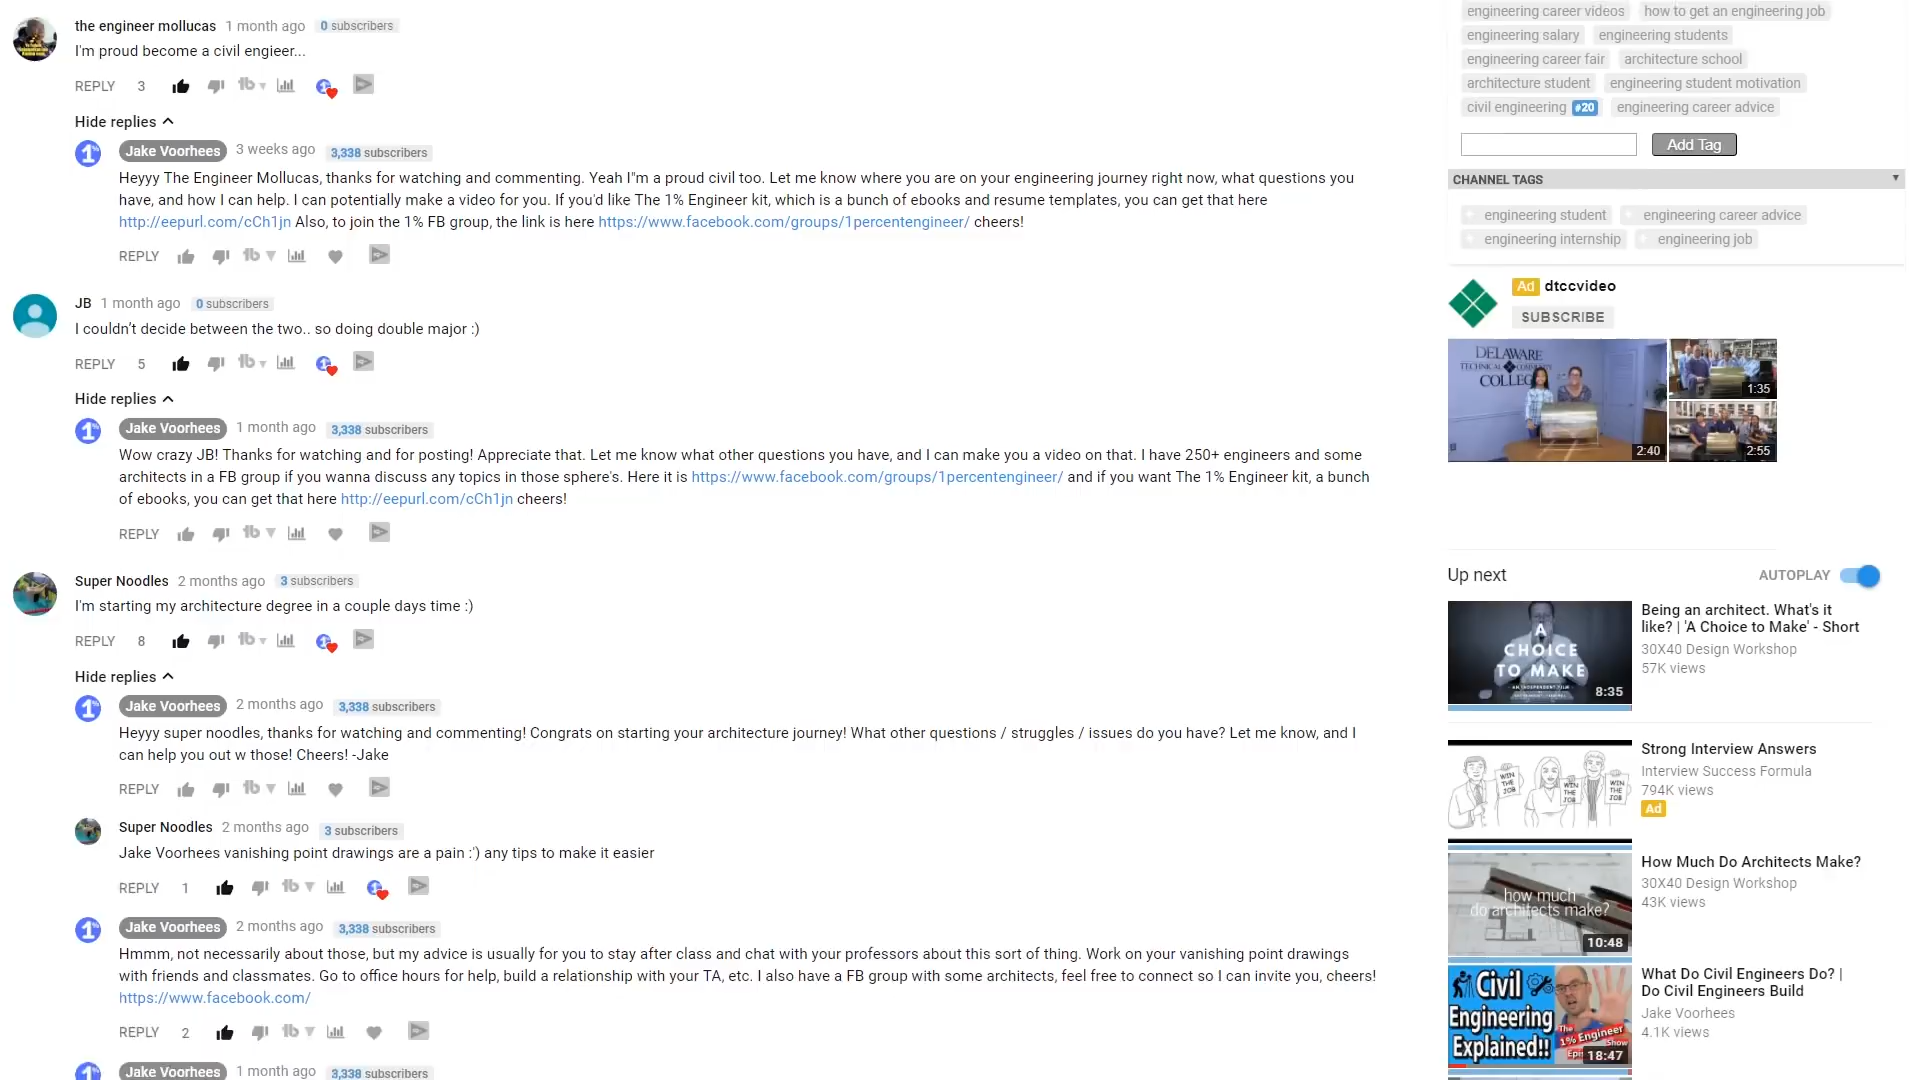 the engineer mollucas 1 month ago 0 subscribers
I'm proud become a civil engieer...
REPLY 3
Hide replies
Jake Voorhees 3 weeks ago 3,338 subscribers
Heyyy The Engineer Mollucas, thanks for watching and commenting. Yeah I"m a proud civil too. Let me know where you are on your engineering journey right now, what questions you
have, and how I can help. I can potentially make a video for you. If you'd like The 1% Engineer kit, which is a bunch of ebooks and resume templates, you can get that here
http://eepurl.com/cCh1jn Also, to join the 1% FB group, the link is here https://www.facebook.com/groups/1percentengineer/ cheers!
REPLY
JB 1 month ago 0 subscribers
I couldn't decide between the two.. so doing double major :)
REPLY 5
Hide replies
Jake Voorhees 1 month ago 3,338 subscribers
Wow crazy JB! Thanks for watching and for posting! Appreciate that. Let me know what other questions you have, and I can make you a video on that. I have 250+ engineers and some
architects in a FB group if you wanna discuss any topics in those sphere's. Here it is https://www.facebook.com/groups/1percentengineer/ and if you want The 1% Engineer kit, a bunch
of ebooks, you can get that here http://eepurl.com/cCh1jn cheers!
REPLY
Super Noodles 2 months ago 3 subscribers
I'm starting my architecture degree in a couple days time :)
REPLY 8
Hide replies
Jake Voorhees 2 months ago 3,338 subscribers
Heyyy super noodles, thanks for watching and commenting! Congrats on starting your architecture journey! What other questions / struggles / issues do you have? Let me know, and I
can help you out w those! Cheers! -Jake
REPLY
Super Noodles 2 months ago 3 subscribers
Jake Voorhees vanishing point drawings are a pain :') any tips to make it easier
REPLY 1
Jake Voorhees 2 months ago 3,338 subscribers
Hmmm, not necessarily about those, but my advice is usually for you to stay after class and chat with your professors about this sort of thing. Work on your vanishing point drawings
with friends and classmates. Go to office hours for help, build a relationship with your TA, etc. I also have a FB group with some architects, feel free to connect so I can invite you, cheers!
https://www.facebook.com/
REPLY 2
Jake Voorhees 1 month ago 3,338 subscribers
engineering career videos how to get an engineering job
engineering salary engineering students
engineering career fair architecture school
architecture student engineering student motivation
civil engineering #20 engineering career advice
Add Tag
CHANNEL TAGS
engineering student engineering career advice
engineering internship engineering job
Ad dtccvideo
SUBSCRIBE
DELAWARE
TECHNICAL COMMUNITY
COLLEGE
2:40
1:35
2:55
Up next AUTOPLAY
A
CHOICE
TO MAKE
AN INDEPENDENT FILM
8:35
Being an architect. What's it
like? | 'A Choice to Make' - Short
30X40 Design Workshop
57K views
WIN THE JOB
WIN THE JOB
WIN THE JOB
Strong Interview Answers
Interview Success Formula
794K views
Ad
how much
do architects make?
10:48
How Much Do Architects Make?
30X40 Design Workshop
43K views
Civil
Engineering
Explained!!
The
1% Engineer
Show
18:47
What Do Civil Engineers Do? |
Do Civil Engineers Build
Jake Voorhees
4.1K views